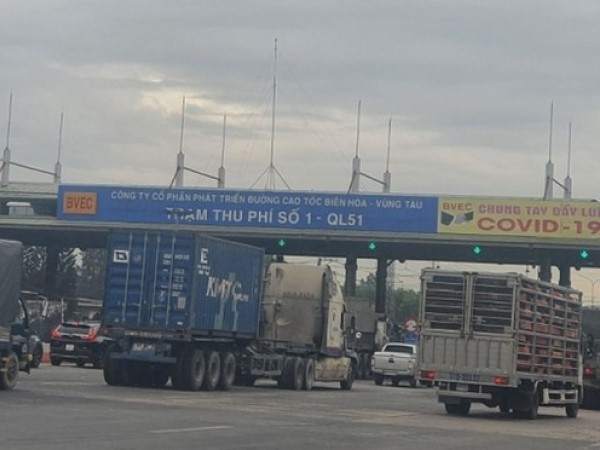 BVEC
CÔNG TY CỔ PHẦN PHÁT TRIỂN ĐƯỜNG CAO TỐC BIÊN HÒA - VŨNG TÀU
TRẠM THU PHÍ SỐ 1 - QL51
BVEC
CHUNG TAY ĐẨY LÙI
COVID-19